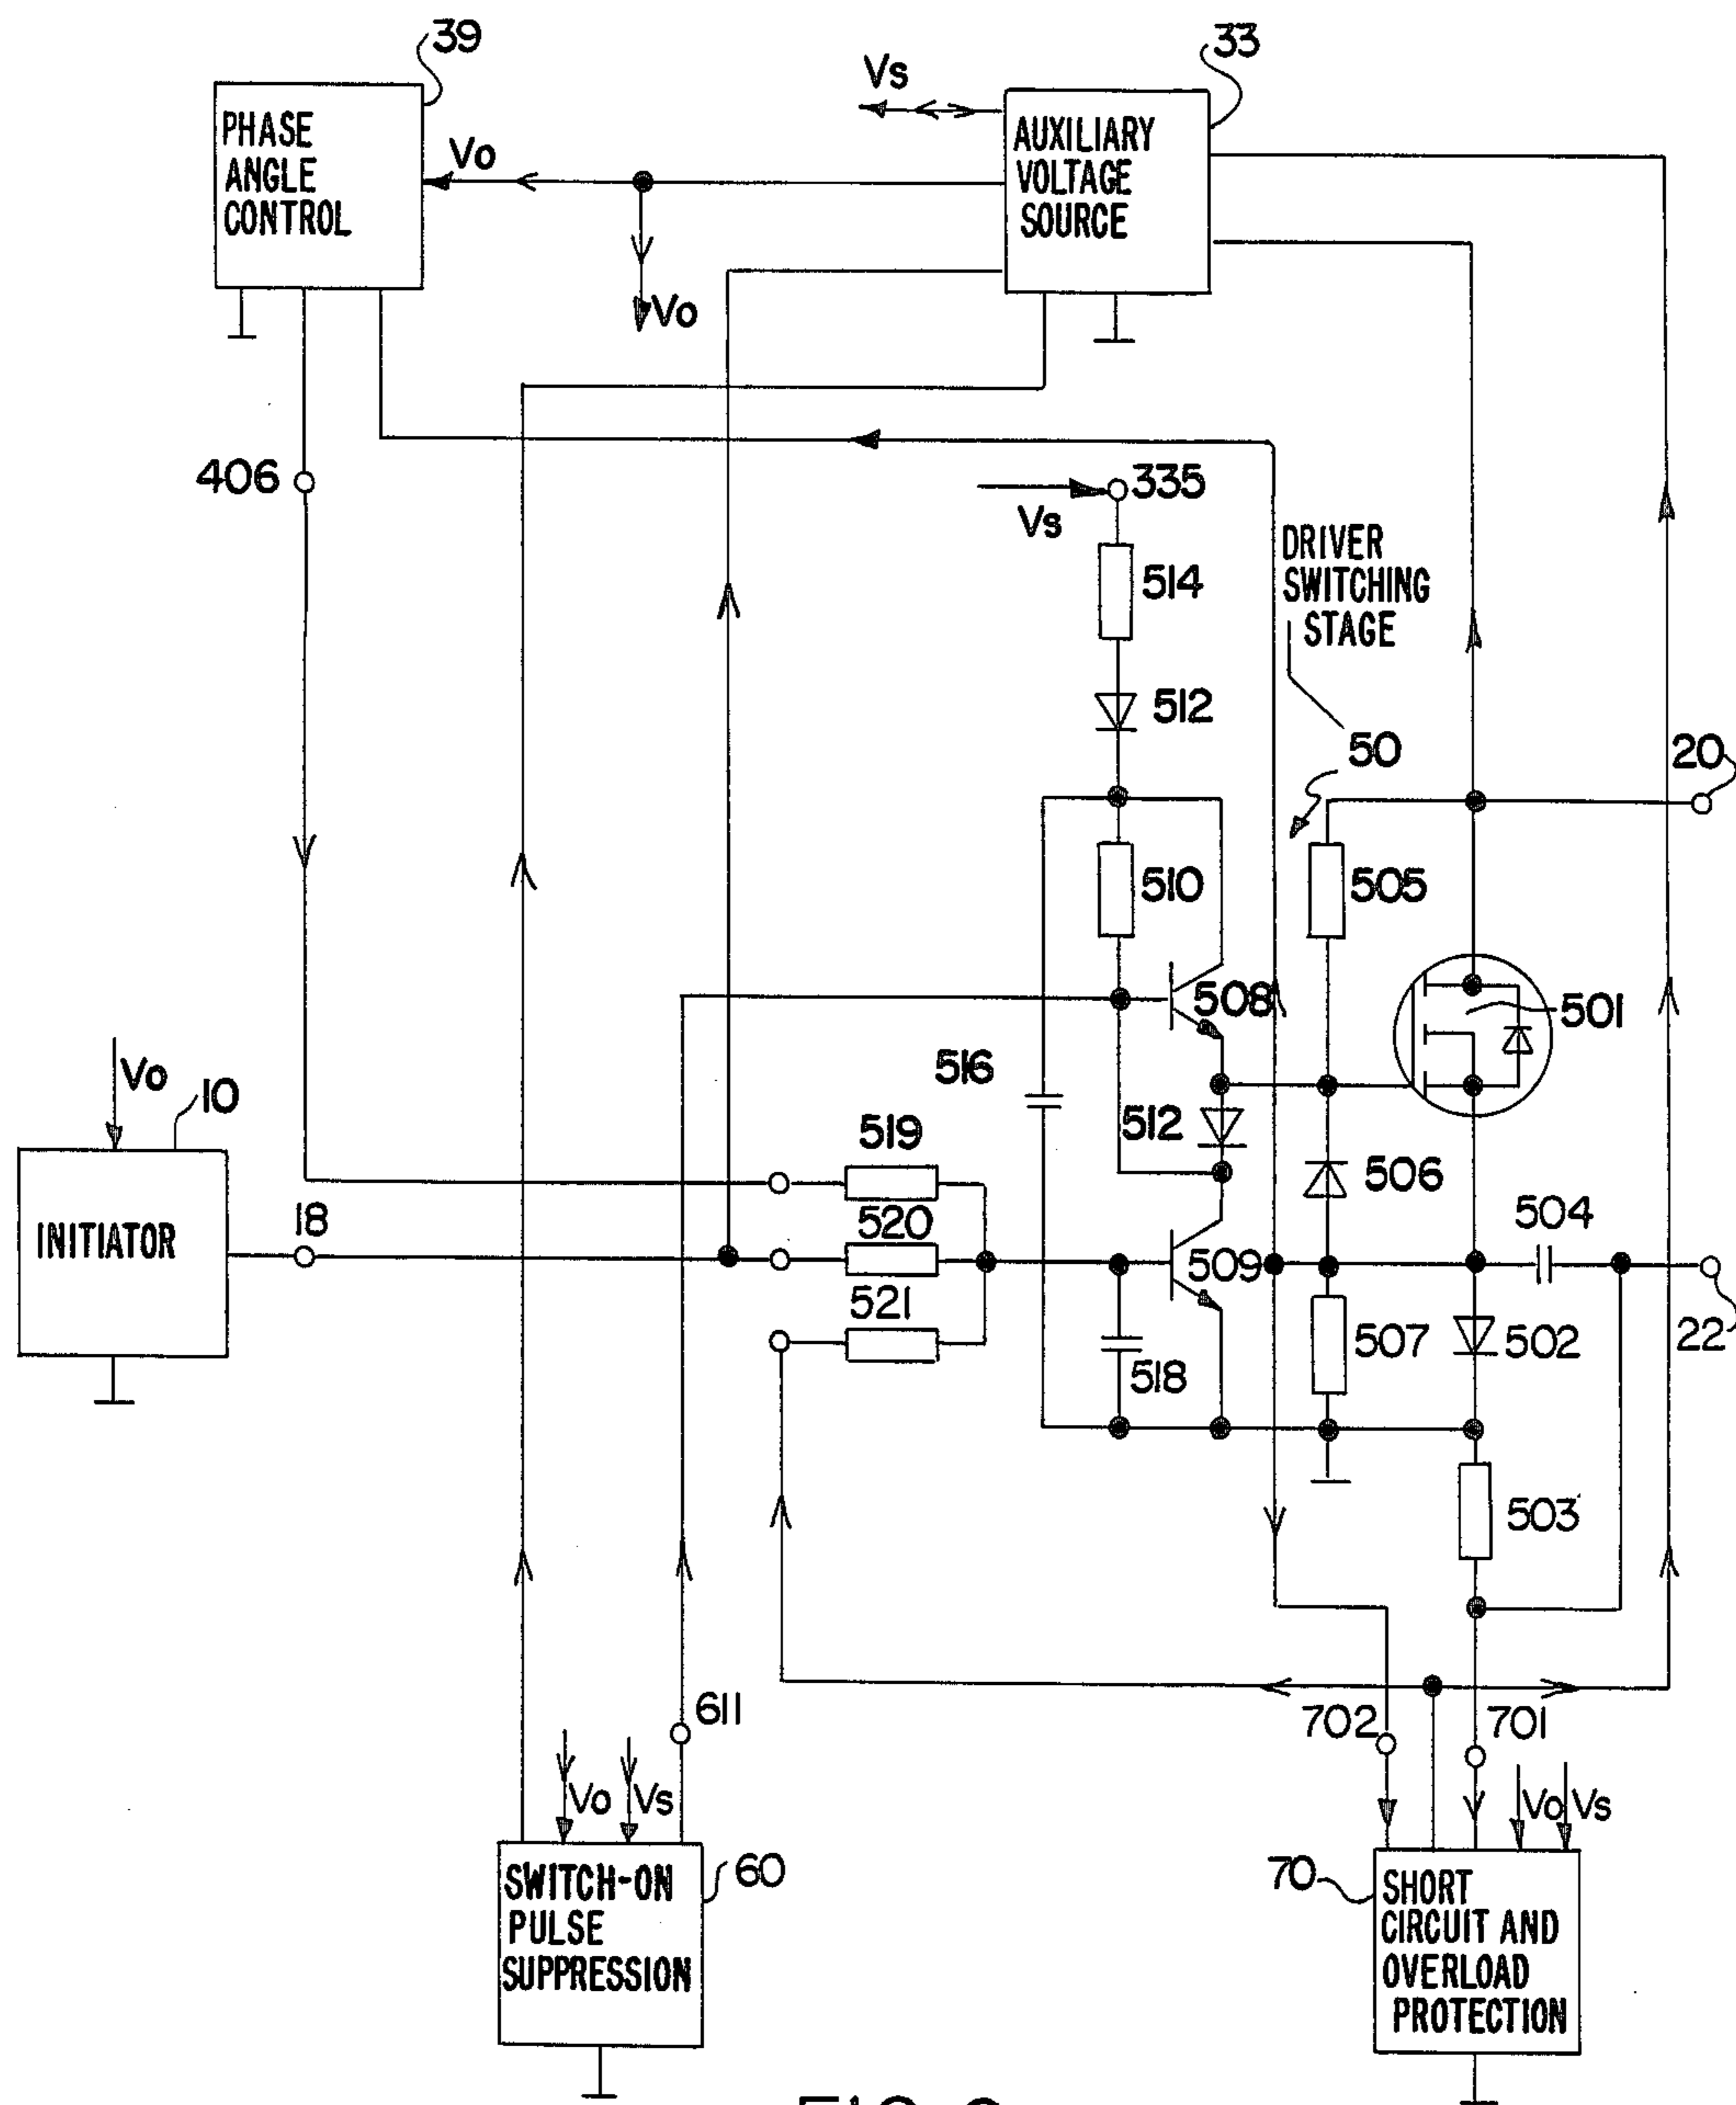 39
33
PHASE
ANGLE
CONTROL
Vo
Vs
AUXILIARY
VOLTAGE
SOURCE
Vo
406
335
Vs
514
DRIVER
SWITCHING
STAGE
512
50
20
510
505
508
501
Vo
10
516
512
519
506
INITIATOR
18
520
504
509
521
507
502
22
518
503
611
702
701
Vo
Vs
Vo
Vs
SWITCH-ON
PULSE
SUPPRESSION
60
70
SHORT
CIRCUIT AND
OVERLOAD
PROTECTION